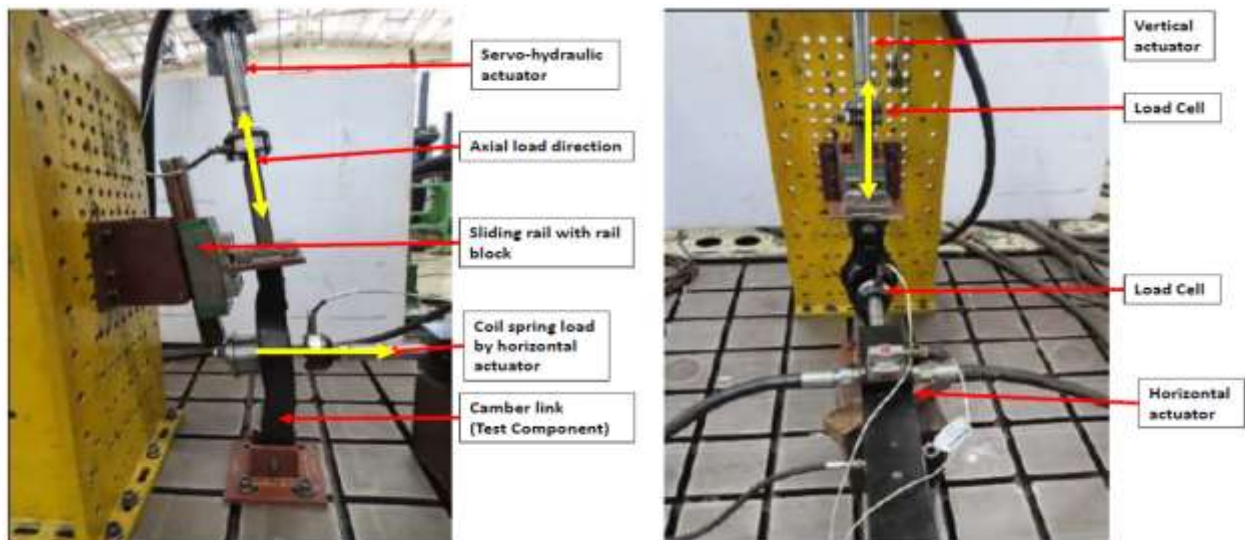 Servo-hydraulic
actuator
Axial load direction
Sliding rail with rail
block
Coil spring load
by horizontal
actuator
Camber link
(Test Component)
Vertical
actuator
Load Cell
Load Cell
Horizontal
actuator